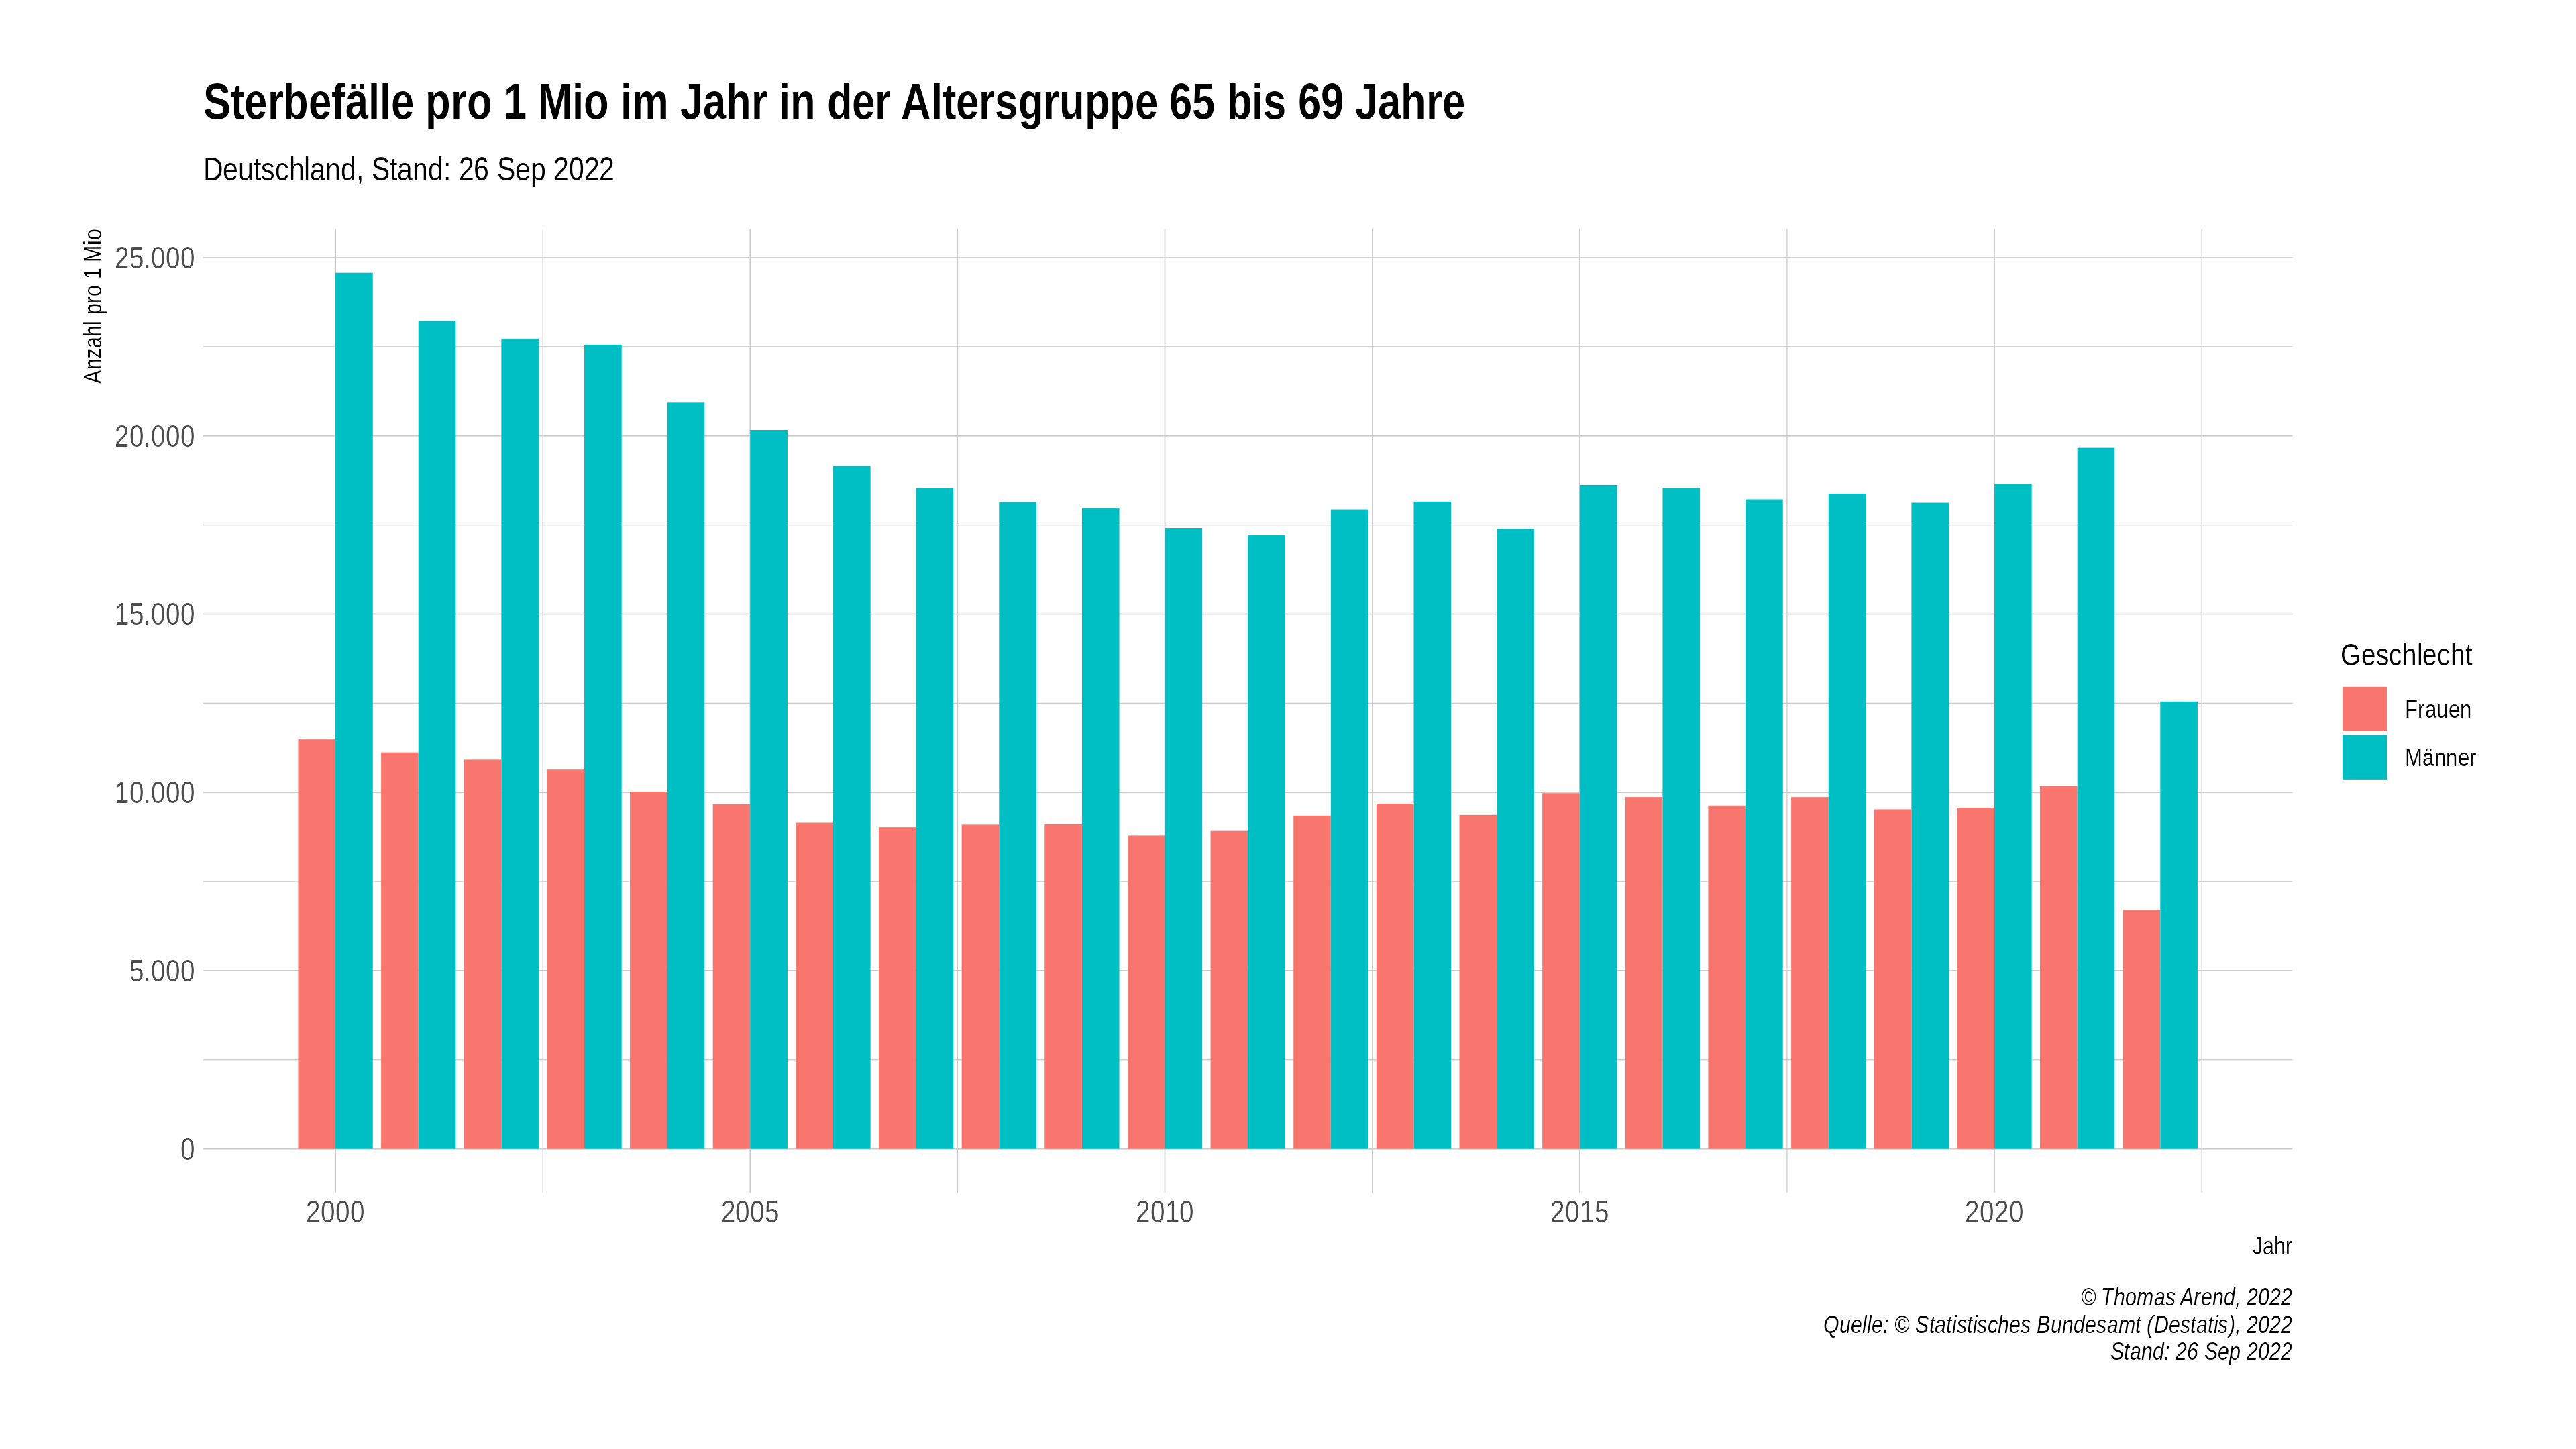 Sterbefälle pro 1 Mio im Jahr in der Altersgruppe 65 bis 69 Jahre
Deutschland, Stand: 26 Sep 2022
Anzahl pro 1 Mio
25.000
20.000
15.000
10.000
5.000
0
2000
2005
2010
2015
2020
Jahr
Geschlecht
Frauen
Männer
© Thomas Arend, 2022
Quelle: © Statistisches Bundesamt (Destatis), 2022
Stand: 26 Sep 2022